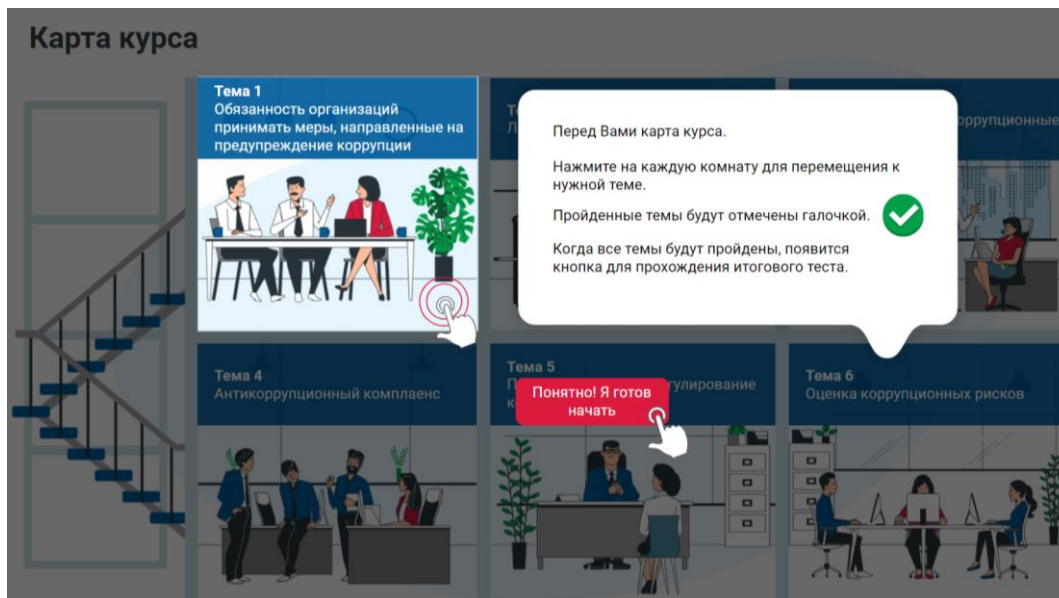 Карта курса
Тема 1
Обязанность организаций
принимать меры, направленные на
предупреждение коррупции
Перед Вами карта курса.
Нажмите на каждую комнату для перемещения к
нужной теме.
Пройденные темы будут отмечены галочкой.
Когда все темы будут пройдены, появится
кнопка для прохождения итогового теста.
Тема 4
Антикоррупционный комплаенс
Тема 5
Понятно! Я готов
начать
Тема 6
Оценка коррупционных рисков